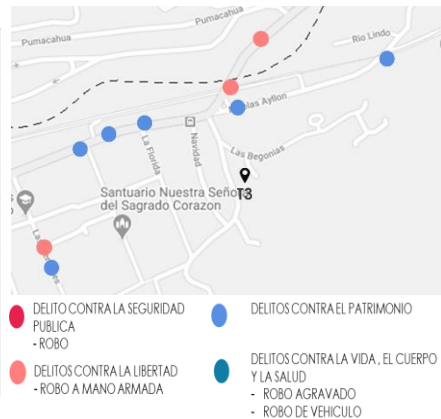 Pumacahua
Pumacahua
Rio Lindo
Nicolas Ayllon
La Florida
Navidad
Las Begonias
Santuario Nuestra Señora
del Sagrado Corazon
T3
DELITO CONTRA LA SEGURIDAD
PUBLICA
- ROBO
DELITOS CONTRA EL PATRIMONIO
DELITOS CONTRA LA LIBERTAD
- ROBO A MANO ARMADA
DELITOS CONTRA LA VIDA , EL CUERPO
Y LA SALUD
- ROBO AGRAVADO
- ROBO DE VEHICULO